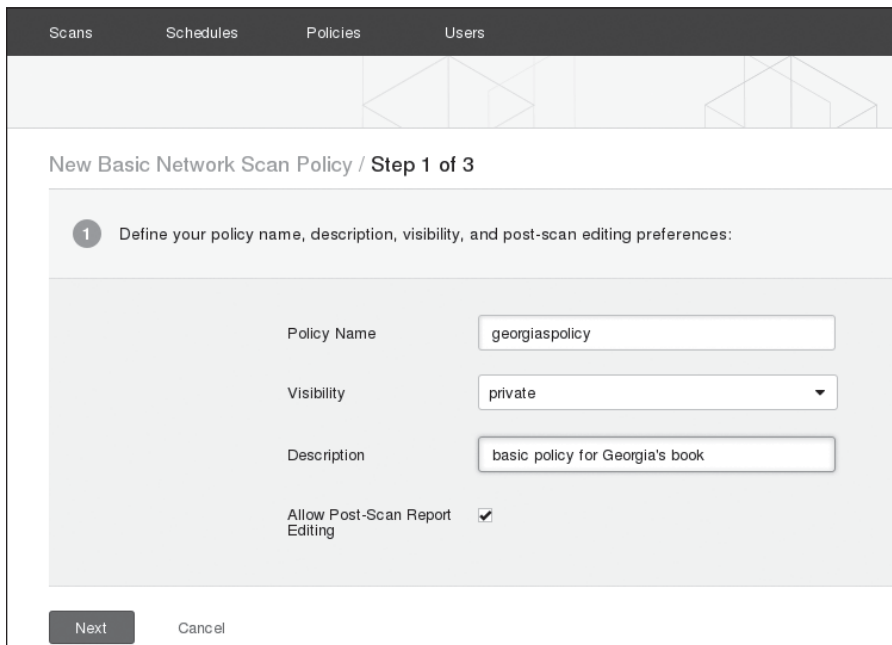 Scans Schedules Policies Users
New Basic Network Scan Policy / Step 1 of 3
1 Define your policy name, description, visibility, and post-scan editing preferences:
Policy Name georgiaspolicy
Visibility private
Description basic policy for Georgia's book
Allow Post-Scan Report
Editing
Next Cancel